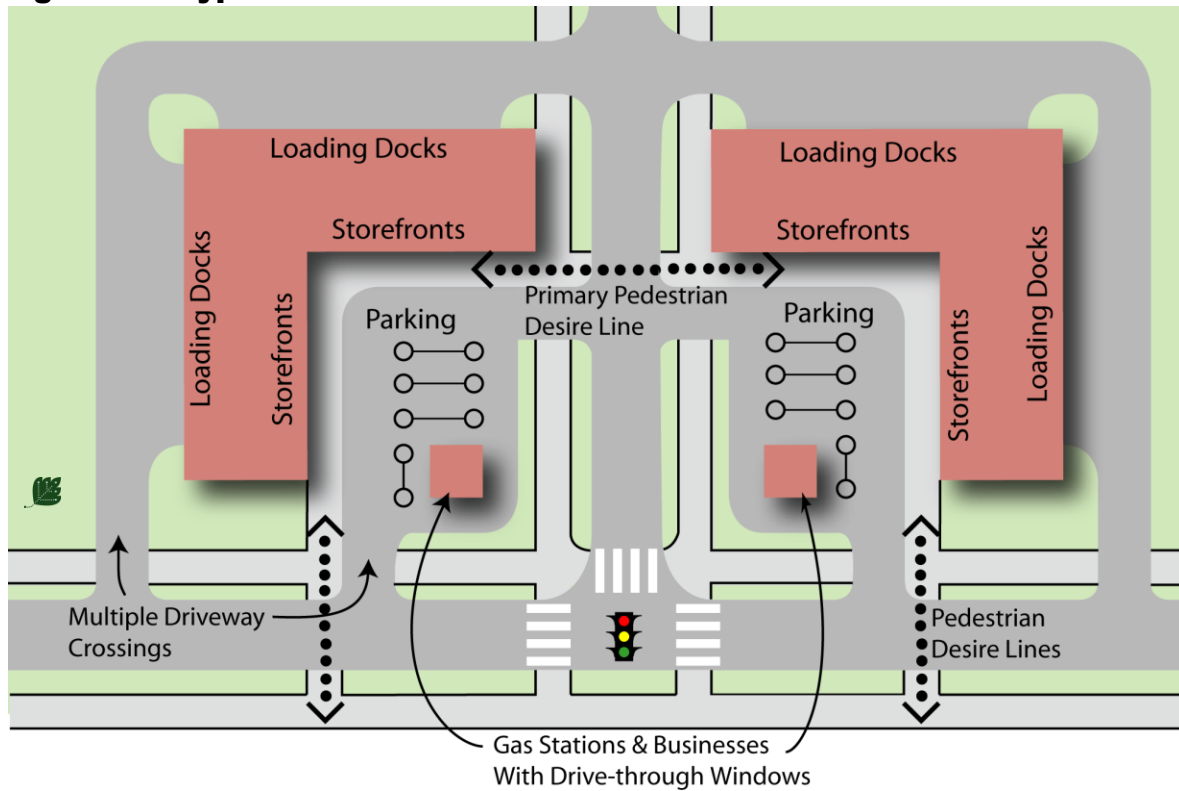 Loading Docks
Loading Docks
Storefronts
Storefronts
Loading Docks
Storefronts
Primary Pedestrian
Desire Line
Parking
Parking
Storefronts
Loading Docks
Multiple Driveway
Crossings
Pedestrian
Desire Lines
Gas Stations & Businesses
With Drive-through Windows